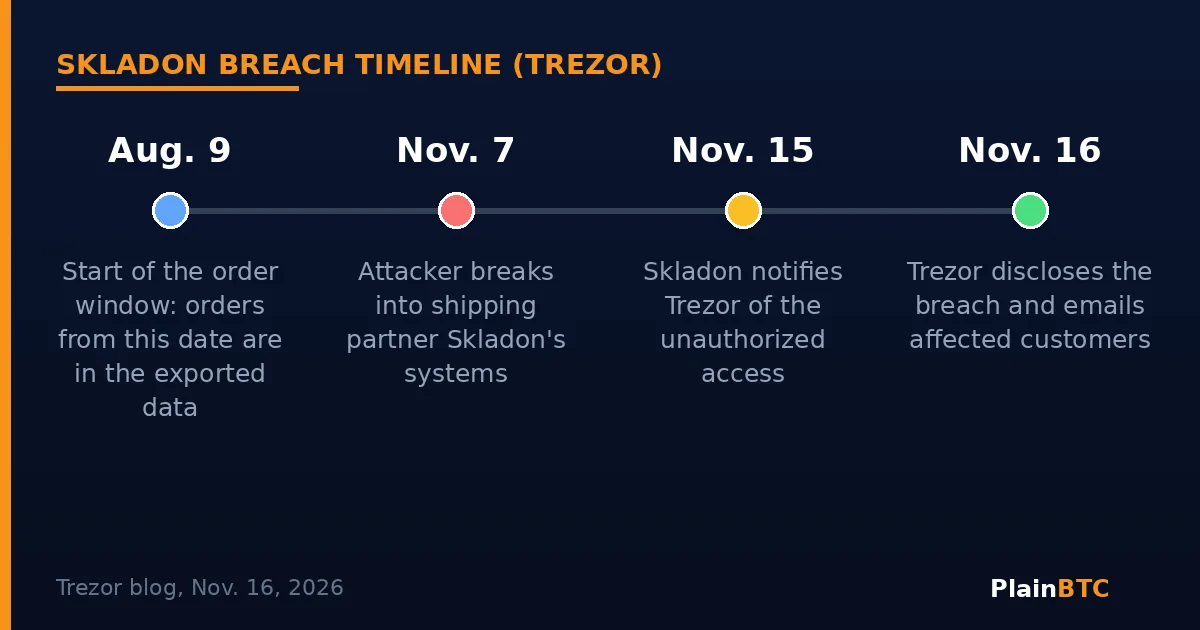 SKLADON BREACH TIMELINE (TREZOR)
Aug. 9
Start of the order
window: orders
from this date are
in the exported
data
Nov. 7
Attacker breaks
into shipping
partner Skladon's
systems
Nov. 15
Skladon notifies
Trezor of the
unauthorized
access
Nov. 16
Trezor discloses the
breach and emails
affected customers
Trezor blog, Nov. 16, 2026
PlainBTC